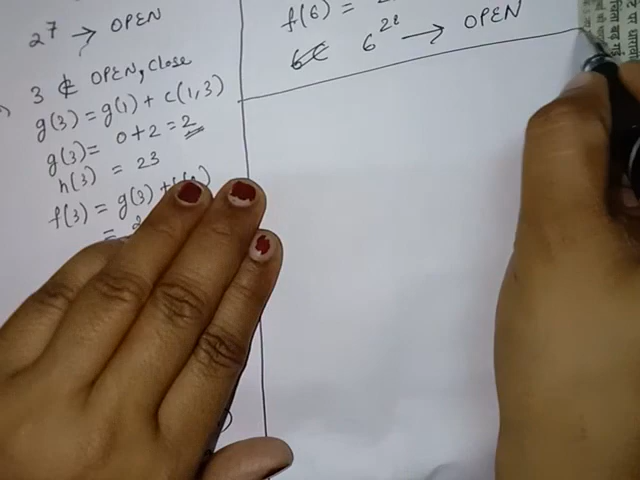 2⁷ → OPEN
3 ∉ OPEN, Close
g(3) = g(1) + c(1,3)
g(3) = 0+2 = 2
h(3) = 23
f(3) = g(3) +
= 2
f(6) =
6²⁸ → OPEN